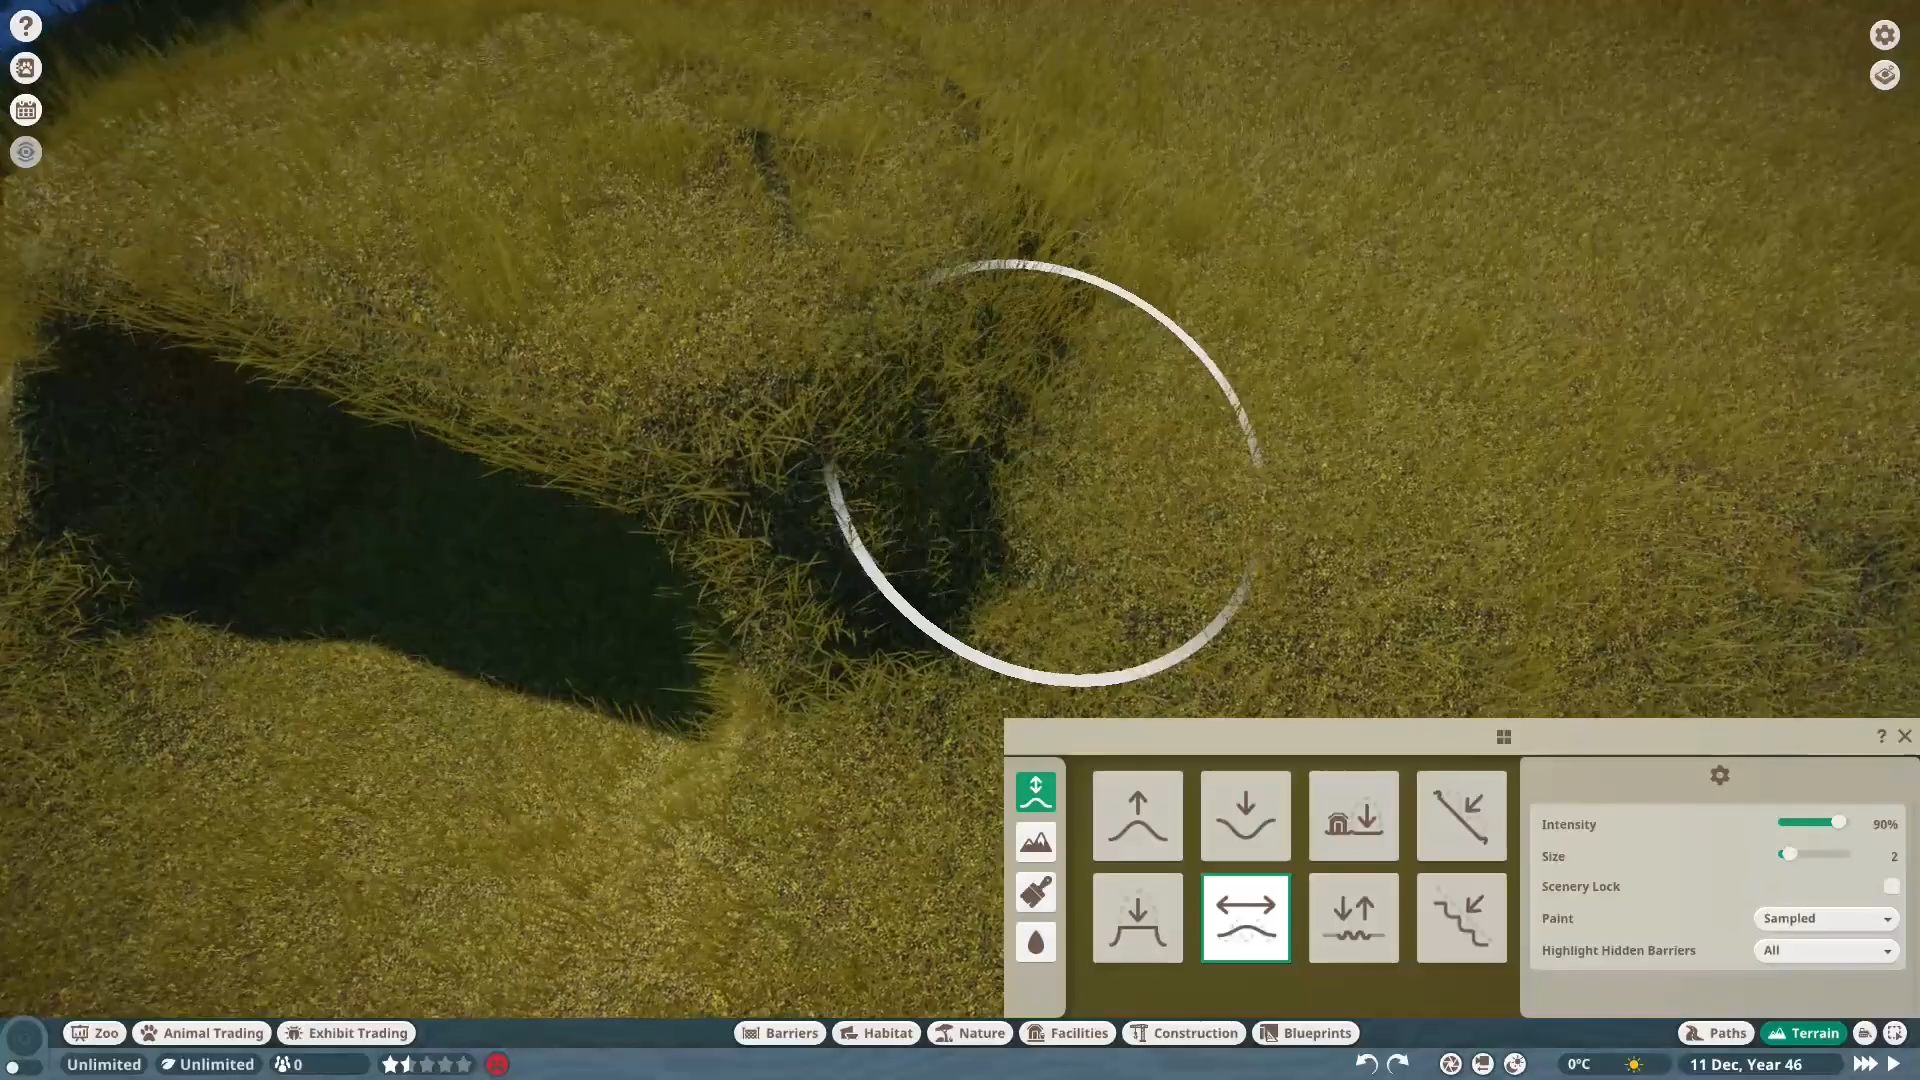 ?
? ×
Intensity 90%
Size 2
Scenery Lock
Paint Sampled
Highlight Hidden Barriers All
Zoo Animal Trading Exhibit Trading Barriers Habitat Nature Facilities Construction Blueprints Paths Terrain
Unlimited Unlimited 0 0°C 11 Dec, Year 46